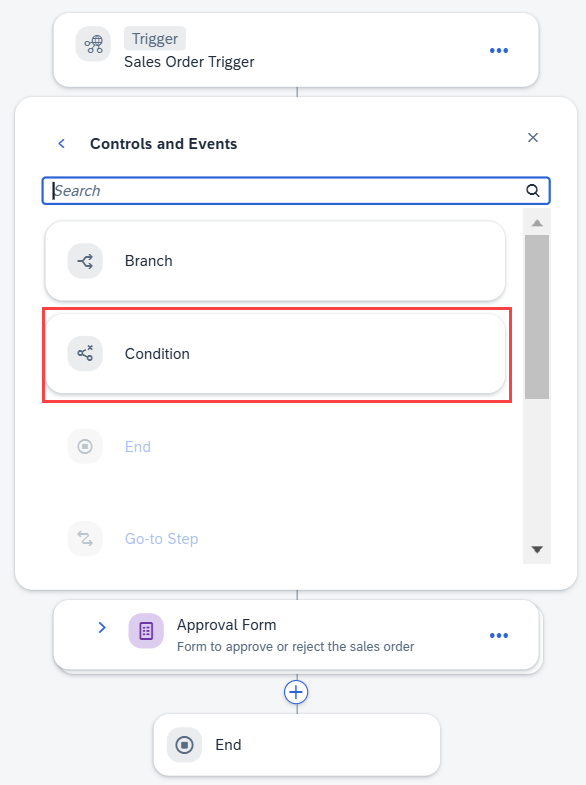 Trigger
Sales Order Trigger
Controls and Events
Search
Branch
Condition
End
Go-to Step
Approval Form
Form to approve or reject the sales order
End